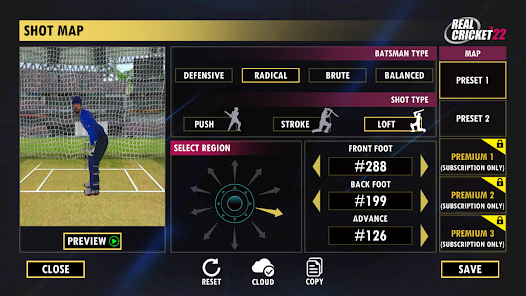 SHOT MAP
REAL
CRICKET 22
BATSMAN TYPE
DEFENSIVE
RADICAL
BRUTE
BALANCED
SHOT TYPE
PUSH
STROKE
LOFT
MAP
PRESET 1
PRESET 2
PREMIUM 1
(SUBSCRIPTION ONLY)
PREMIUM 2
(SUBSCRIPTION ONLY)
PREMIUM 3
(SUBSCRIPTION ONLY)
SELECT REGION
FRONT FOOT
#288
BACK FOOT
#199
ADVANCE
#126
PREVIEW
CLOSE
RESET
CLOUD
COPY
SAVE